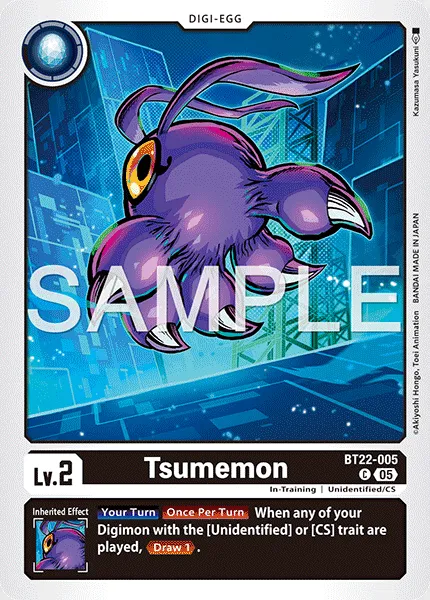 DIGI-EGG
Kazumasa Yasukuni
©Akiyoshi Hongo, Toei Animation BANDAI MADE IN JAPAN
SAMPLE
Lv.2
Tsumemon
BT22-005
C 05
In-Training | Unidentified/CS
Inherited Effect
Your Turn Once Per Turn When any of your
Digimon with the [Unidentified] or [CS] trait are
played, Draw 1 .